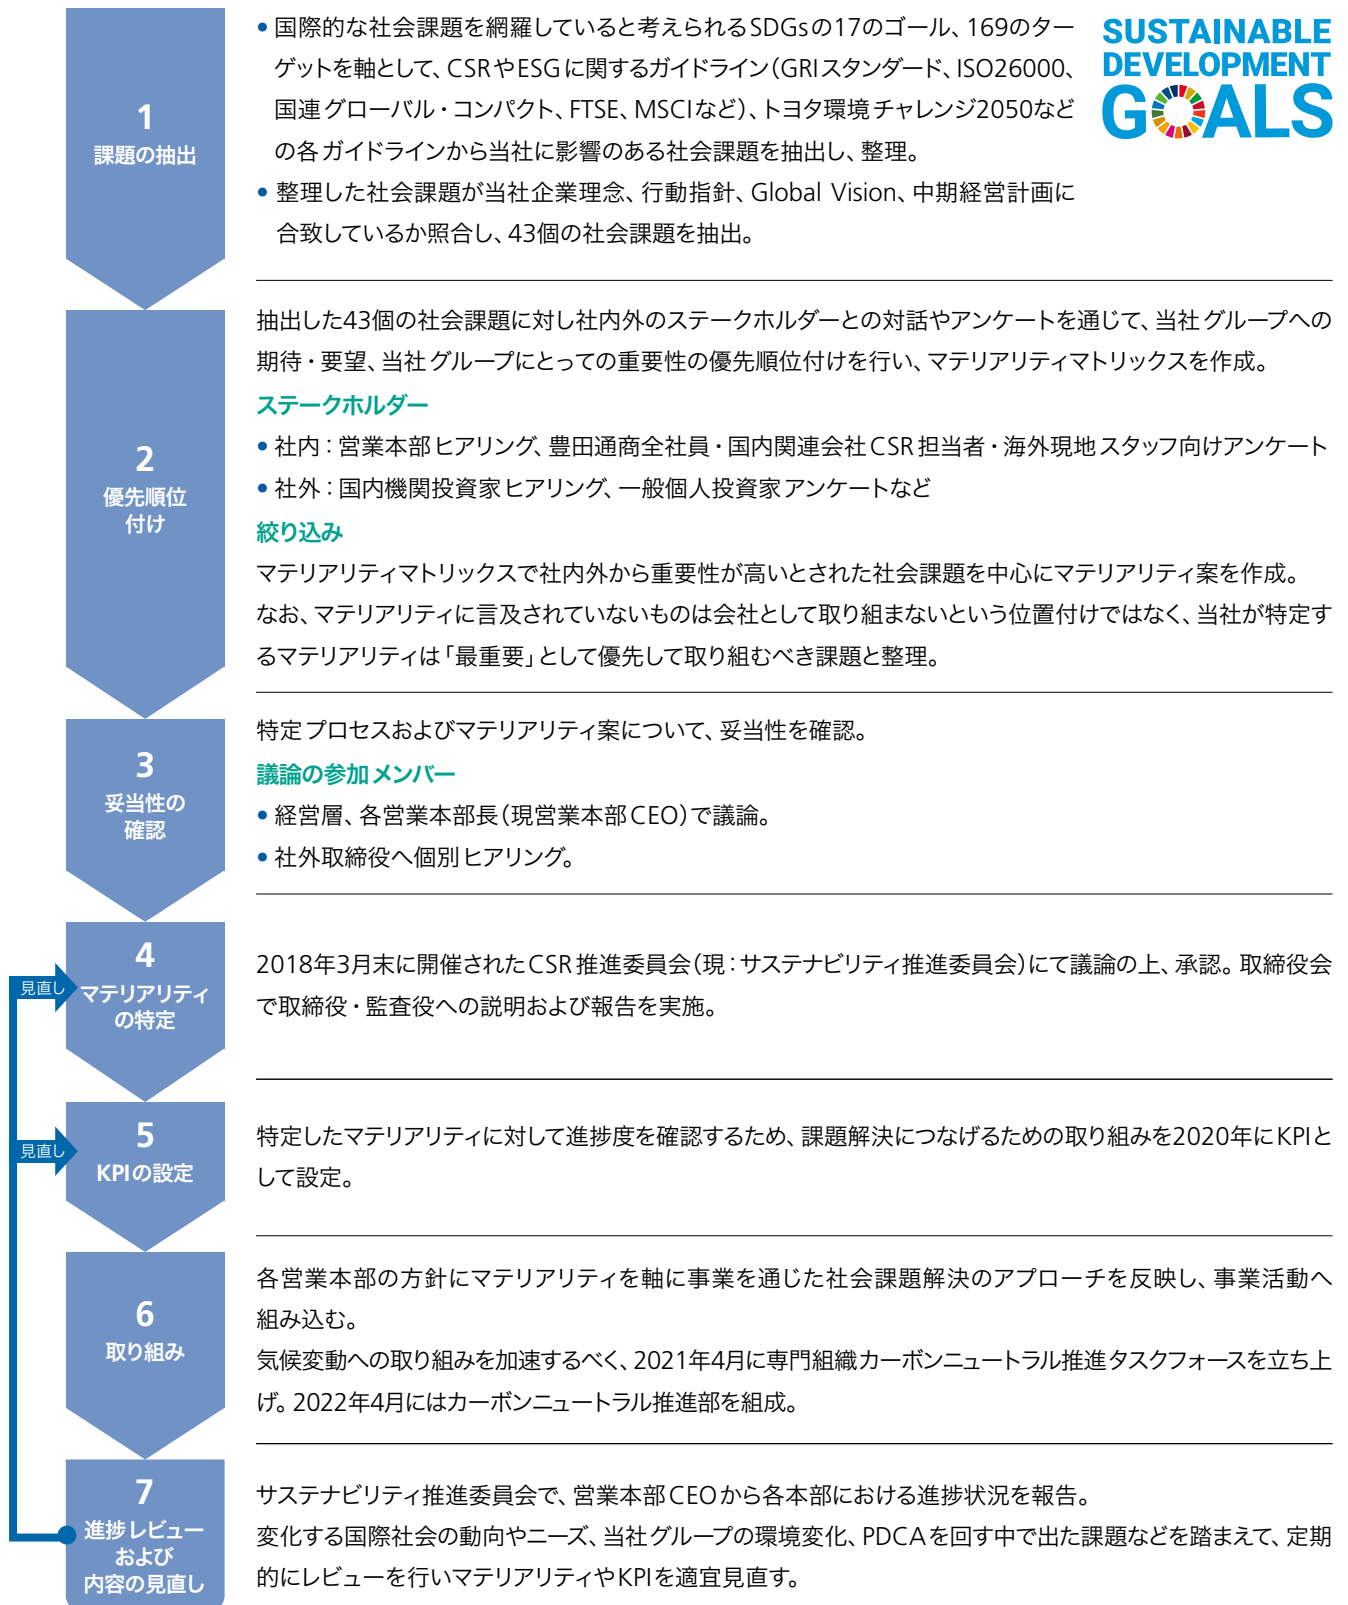 1
課題の抽出
• 国際的な社会課題を網羅していると考えられるSDGsの17のゴール、169のター
ゲットを軸として、CSRやESGに関するガイドライン（GRIスタンダード、ISO26000、
国連グローバル・コンパクト、FTSE、MSCIなど）、トヨタ環境チャレンジ2050など
の各ガイドラインから当社に影響のある社会課題を抽出し、整理。
• 整理した社会課題が当社企業理念、行動指針、Global Vision、中期経営計画に
合致しているか照合し、43個の社会課題を抽出。
SUSTAINABLE
DEVELOPMENT
GOALS
2
優先順位
付け
抽出した43個の社会課題に対し社内外のステークホルダーとの対話やアンケートを通じて、当社グループへの
期待・要望、当社グループにとっての重要性の優先順位付けを行い、マテリアリティマトリックスを作成。
ステークホルダー
• 社内：営業本部ヒアリング、豊田通商全社員・国内関連会社CSR担当者・海外現地スタッフ向けアンケート
• 社外：国内機関投資家ヒアリング、一般個人投資家アンケートなど
絞り込み
マテリアリティマトリックスで社内外から重要性が高いとされた社会課題を中心にマテリアリティ案を作成。
なお、マテリアリティに言及されていないものは会社として取り組まないという位置付けではなく、当社が特定す
るマテリアリティは「最重要」として優先して取り組むべき課題と整理。
3
妥当性の
確認
特定プロセスおよびマテリアリティ案について、妥当性を確認。
議論の参加メンバー
• 経営層、各営業本部長（現営業本部CEO）で議論。
• 社外取締役へ個別ヒアリング。
見直し
4
マテリアリティ
の特定
2018年3月末に開催されたCSR推進委員会（現：サステナビリティ推進委員会）にて議論の上、承認。取締役会
で取締役・監査役への説明および報告を実施。
見直し
5
KPIの設定
特定したマテリアリティに対して進捗度を確認するため、課題解決につなげるための取り組みを2020年にKPIと
して設定。
6
取り組み
各営業本部の方針にマテリアリティを軸に事業を通じた社会課題解決のアプローチを反映し、事業活動へ
組み込む。
気候変動への取り組みを加速するべく、2021年4月に専門組織カーボンニュートラル推進タスクフォースを立ち上
げ。2022年4月にはカーボンニュートラル推進部を組成。
7
進捗レビュー
および
内容の見直し
サステナビリティ推進委員会で、営業本部CEOから各本部における進捗状況を報告。
変化する国際社会の動向やニーズ、当社グループの環境変化、PDCAを回す中で出た課題などを踏まえて、定期
的にレビューを行いマテリアリティやKPIを適宜見直す。